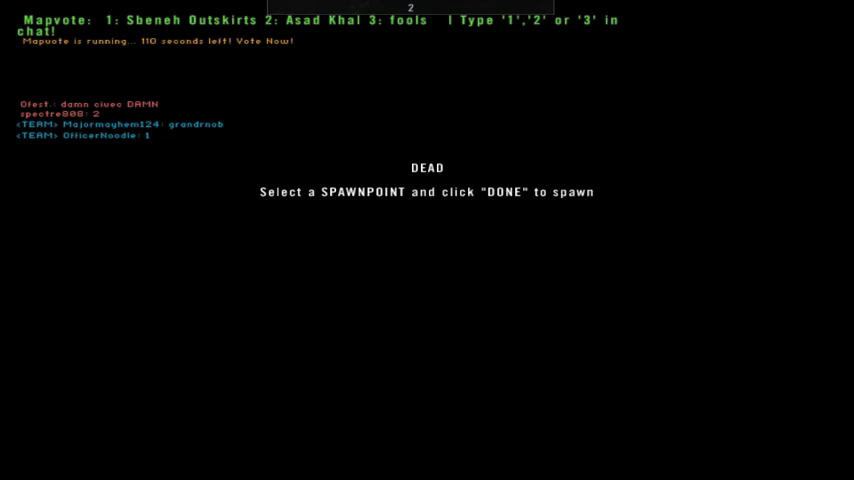 2
Mapvote: 1: Sbeneh Outskirts 2: Asad Khal 3: fools | Type '1','2' or '3' in
chat!
Mapvote is running... 110 seconds left! Vote Now!
Ofest.: damn civec DAMN
spectre808: 2
<TEAM> Majormayhem124: grandrnob
<TEAM> OfficerNoodle: 1
DEAD
Select a SPAWNPOINT and click "DONE" to spawn